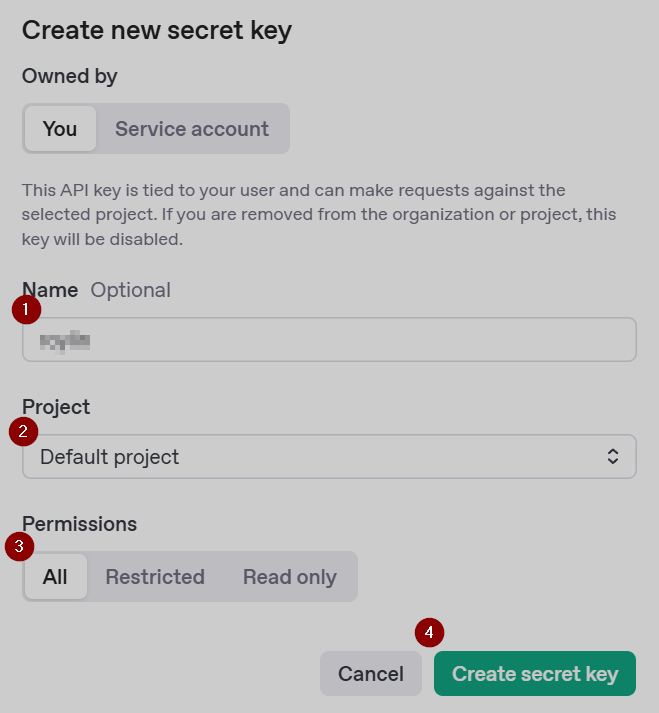 Create new secret key
Owned by
You Service account
This API key is tied to your user and can make requests against the
selected project. If you are removed from the organization or project, this
key will be disabled.
Name Optional
1
Project
2
Default project
Permissions
3
All Restricted Read only
4
Cancel Create secret key